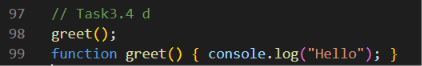 97 // Task3.4 d
98 greet();
99 function greet() { console.log("Hello"); }